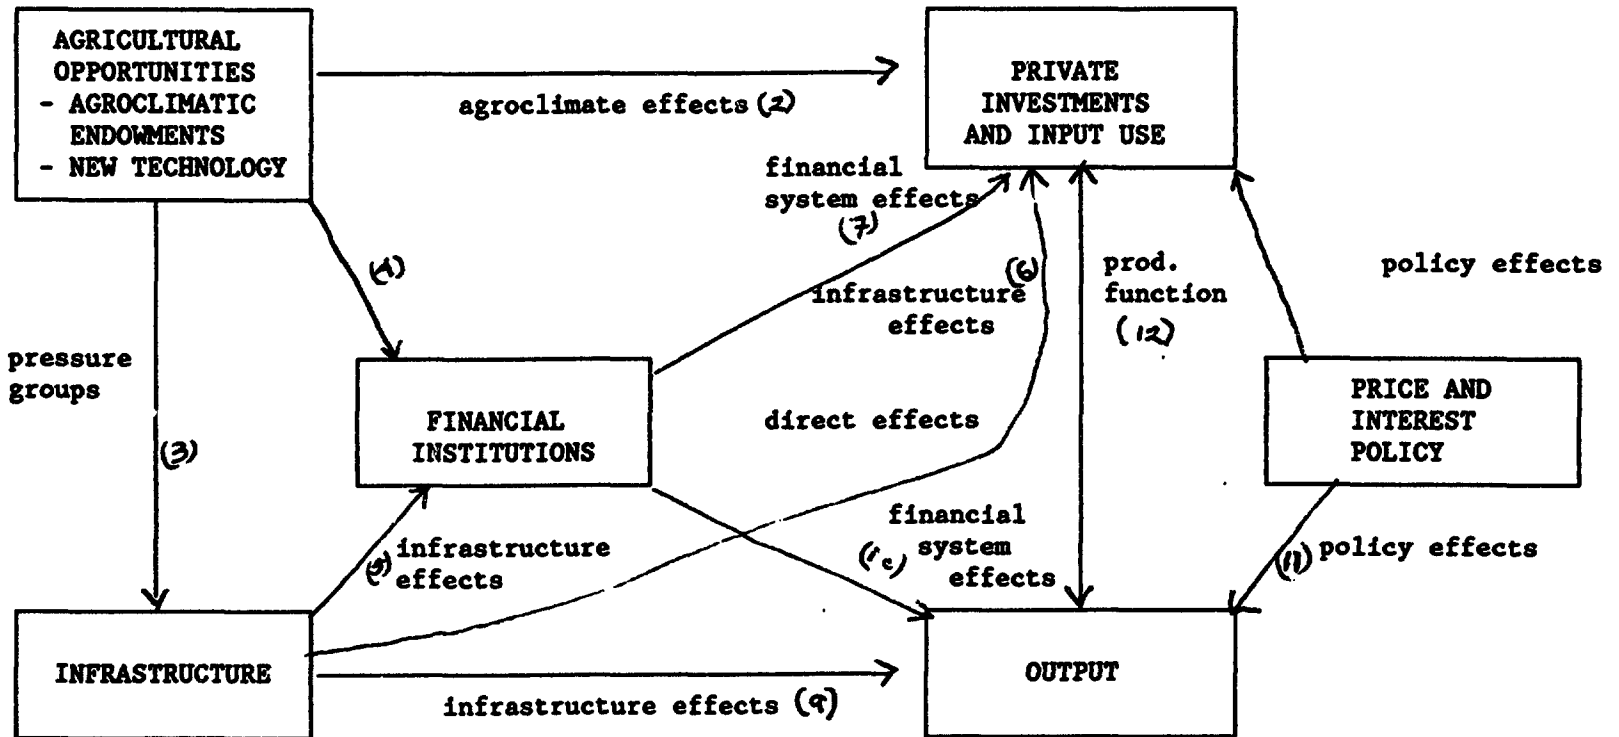 AGRICULTURAL
OPPORTUNITIES
- AGROCLIMATIC
ENDOWMENTS
- NEW TECHNOLOGY
agroclimate effects (2)
PRIVATE
INVESTMENTS
AND INPUT USE
financial
system effects
(7)
(4)
(6)
infrastructure
effects
prod.
function
(12)
policy effects
pressure
groups
(3)
FINANCIAL
INSTITUTIONS
direct effects
PRICE AND
INTEREST
POLICY
(5)
infrastructure
effects
financial
system
effects
(11) policy effects
INFRASTRUCTURE
infrastructure effects (9)
OUTPUT